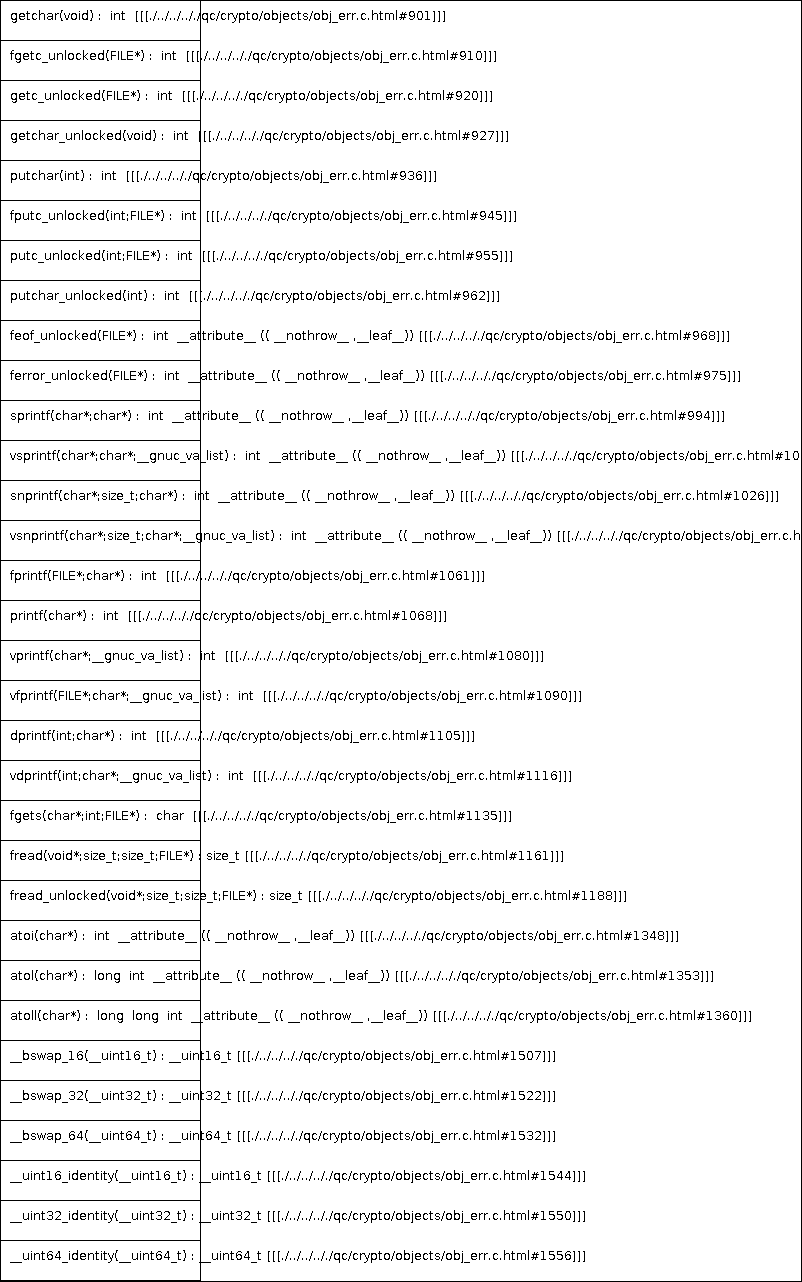 getchar(void) :  int  [[[./../../././qc/crypto/objects/obj_err.c.html#901]]]
fgetc_unlocked(FILE*) :  int  [[[./../../././qc/crypto/objects/obj_err.c.html#910]]]
getc_unlocked(FILE*) :  int  [[[./../../././qc/crypto/objects/obj_err.c.html#920]]]
getchar_unlocked(void) :  int  [[[./../../././qc/crypto/objects/obj_err.c.html#927]]]
putchar(int) :  int  [[[./../../././qc/crypto/objects/obj_err.c.html#936]]]
fputc_unlocked(int;FILE*) :  int  [[[./../../././qc/crypto/objects/obj_err.c.html#945]]]
putc_unlocked(int;FILE*) :  int  [[[./../../././qc/crypto/objects/obj_err.c.html#955]]]
putchar_unlocked(int) :  int  [[[./../../././qc/crypto/objects/obj_err.c.html#962]]]
feof_unlocked(FILE*) :  int  __attribute__ (( __nothrow__ ,__leaf__)) [[[./../../././qc/crypto/objects/obj_err.c.html#968]]]
ferror_unlocked(FILE*) :  int  __attribute__ (( __nothrow__ ,__leaf__)) [[[./../../././qc/crypto/objects/obj_err.c.html#975]]]
sprintf(char*;char*) :  int  __attribute__ (( __nothrow__ ,__leaf__)) [[[./../../././qc/crypto/objects/obj_err.c.html#994]]]
vsprintf(char*;char*;__gnuc_va_list) :  int  __attribute__ (( __nothrow__ ,__leaf__)) [[[./../../././qc/crypto/objects/obj_err.c.html#10
snprintf(char*;size_t;char*) :  int  __attribute__ (( __nothrow__ ,__leaf__)) [[[./../../././qc/crypto/objects/obj_err.c.html#1026]]]
vsnprintf(char*;size_t;char*;__gnuc_va_list) :  int  __attribute__ (( __nothrow__ ,__leaf__)) [[[./../../././qc/crypto/objects/obj_err.c.h
fprintf(FILE*;char*) :  int  [[[./../../././qc/crypto/objects/obj_err.c.html#1061]]]
printf(char*) :  int  [[[./../../././qc/crypto/objects/obj_err.c.html#1068]]]
vprintf(char*;__gnuc_va_list) :  int  [[[./../../././qc/crypto/objects/obj_err.c.html#1080]]]
vfprintf(FILE*;char*;__gnuc_va_list) :  int  [[[./../../././qc/crypto/objects/obj_err.c.html#1090]]]
dprintf(int;char*) :  int  [[[./../../././qc/crypto/objects/obj_err.c.html#1105]]]
vdprintf(int;char*;__gnuc_va_list) :  int  [[[./../../././qc/crypto/objects/obj_err.c.html#1116]]]
fgets(char*;int;FILE*) :  char  [[[./../../././qc/crypto/objects/obj_err.c.html#1135]]]
fread(void*;size_t;size_t;FILE*) : size_t [[[./../../././qc/crypto/objects/obj_err.c.html#1161]]]
fread_unlocked(void*;size_t;size_t;FILE*) : size_t [[[./../../././qc/crypto/objects/obj_err.c.html#1188]]]
atoi(char*) :  int  __attribute__ (( __nothrow__ ,__leaf__)) [[[./../../././qc/crypto/objects/obj_err.c.html#1348]]]
atol(char*) :  long  int  __attribute__ (( __nothrow__ ,__leaf__)) [[[./../../././qc/crypto/objects/obj_err.c.html#1353]]]
atoll(char*) :  long  long  int  __attribute__ (( __nothrow__ ,__leaf__)) [[[./../../././qc/crypto/objects/obj_err.c.html#1360]]]
__bswap_16(__uint16_t) : __uint16_t [[[./../../././qc/crypto/objects/obj_err.c.html#1507]]]
__bswap_32(__uint32_t) : __uint32_t [[[./../../././qc/crypto/objects/obj_err.c.html#1522]]]
__bswap_64(__uint64_t) : __uint64_t [[[./../../././qc/crypto/objects/obj_err.c.html#1532]]]
__uint16_identity(__uint16_t) : __uint16_t [[[./../../././qc/crypto/objects/obj_err.c.html#1544]]]
__uint32_identity(__uint32_t) : __uint32_t [[[./../../././qc/crypto/objects/obj_err.c.html#1550]]]
__uint64_identity(__uint64_t) : __uint64_t [[[./../../././qc/crypto/objects/obj_err.c.html#1556]]]